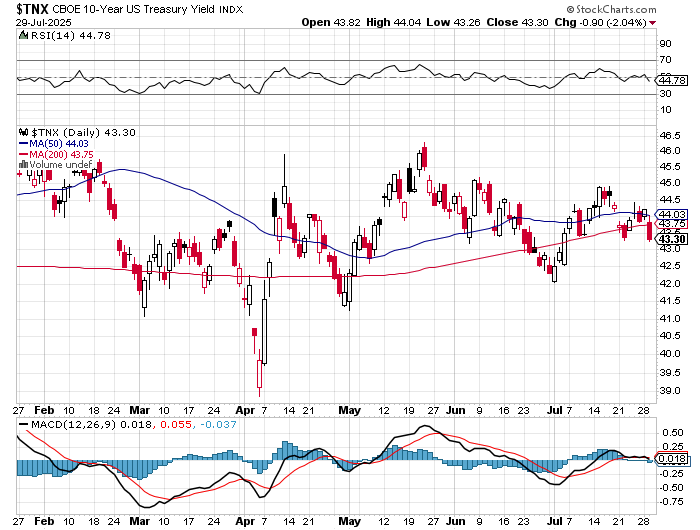 $TNX CBOE 10-Year US Treasury Yield INDX © StockCharts.com
29-Jul-2025 Open 43.82 High 44.04 Low 43.26 Close 43.30 Chg -0.90 (-2.04%)
RSI(14) 44.78
90
70
50
44.78
30
10
$TNX (Daily) 43.30
MA(50) 44.03
MA(200) 43.75
Volume undef
46.5
46.0
45.5
45.0
44.5
44.03
43.75
43.30
43.0
42.5
42.0
41.5
41.0
40.5
40.0
39.5
39.0
27 Feb 10 18 24 Mar 10 17 24 Apr 7 14 21 May 12 19 27 Jun 9 16 23 Jul 7 14 21 28
MACD(12,26,9) 0.018, 0.055, -0.037
0.50
0.25
0.018
-0.25
-0.50
-0.75
27 Feb 10 18 24 Mar 10 17 24 Apr 7 14 21 May 12 19 27 Jun 9 16 23 Jul 7 14 21 28